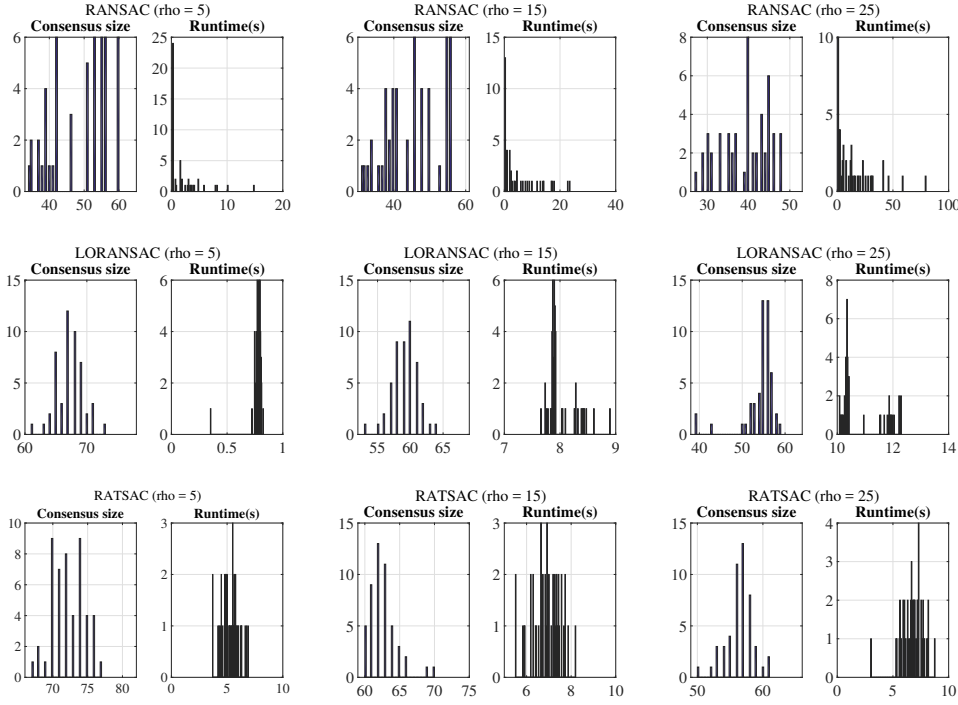 RANSAC (rho = 5)
Consensus size Runtime(s)
6 4 2 0
40 50 60
25 20 15 10 5 0
0 10 20
RANSAC (rho = 15)
Consensus size Runtime(s)
6 4 2 0
40 60
15 10 5 0
0 20 40
RANSAC (rho = 25)
Consensus size Runtime(s)
8 6 4 2 0
30 40 50
10 5 0
0 50 100
LORANSAC (rho = 5)
Consensus size Runtime(s)
15 10 5 0
60 70
6 4 2 0
0 0.5 1
LORANSAC (rho = 15)
Consensus size Runtime(s)
15 10 5 0
55 60 65
6 5 4 3 2 1 0
7 8 9
LORANSAC (rho = 25)
Consensus size Runtime(s)
15 10 5 0
40 50 60
8 6 4 2 0
10 12 14
RATSAC (rho = 5)
Consensus size Runtime(s)
10 8 6 4 2 0
70 75 80
3 2 1 0
0 5 10
RATSAC (rho = 15)
Consensus size Runtime(s)
15 10 5 0
60 65 70 75
3 2 1 0
6 8 10
RATSAC (rho = 25)
Consensus size Runtime(s)
15 10 5 0
50 60
4 3 2 1 0
0 5 10